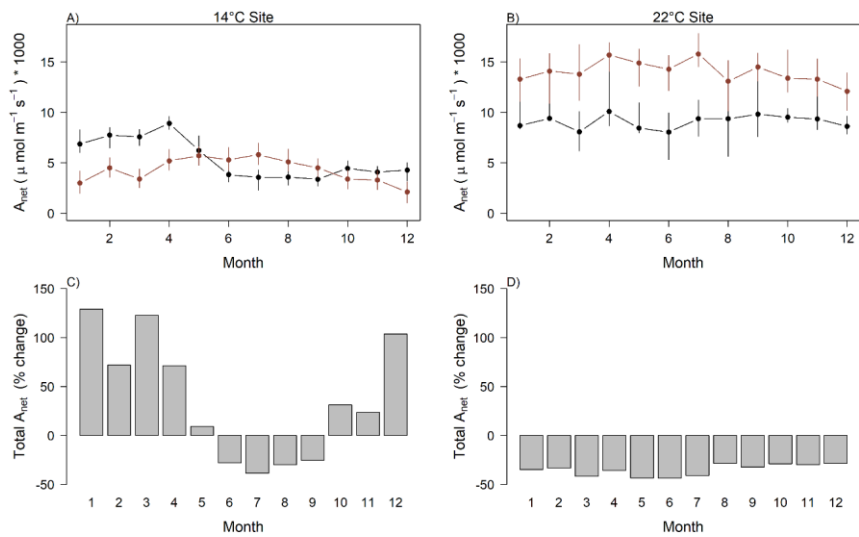 A) 14°C Site
15
10
5
0
A_net ( μ mol m⁻¹ s⁻¹ ) * 1000
2 4 6 8 10 12
Month
B) 22°C Site
15
10
5
0
A_net ( μ mol m⁻¹ s⁻¹ ) * 1000
2 4 6 8 10 12
Month
C)
150
100
50
0
-50
Total A_net (% change)
1 2 3 4 5 6 7 8 9 10 11 12
Month
D)
150
100
50
0
-50
Total A_net (% change)
1 2 3 4 5 6 7 8 9 10 11 12
Month